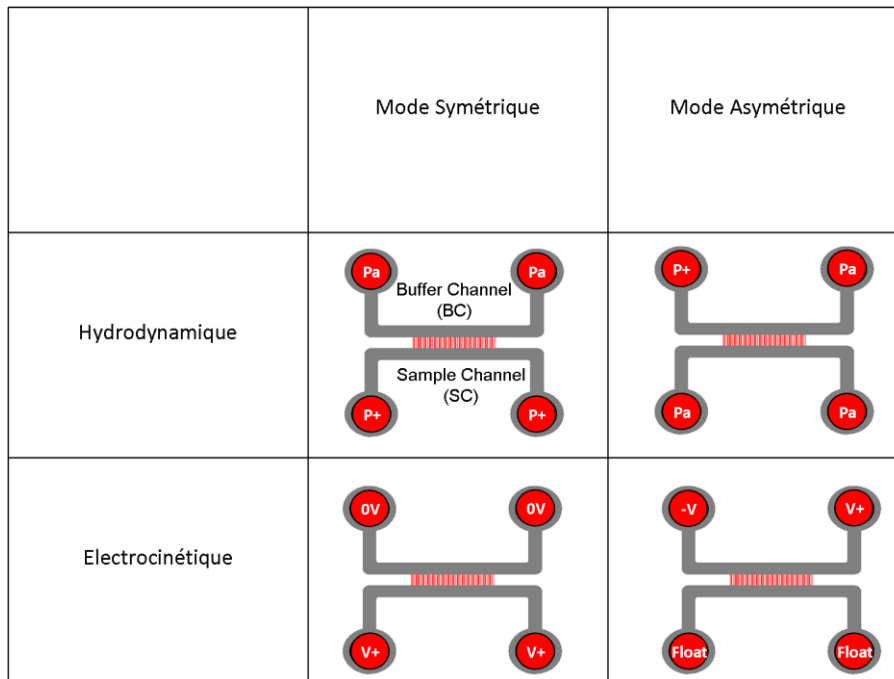 Mode Symétrique
Mode Asymétrique
Hydrodynamique
Pa
Pa
Buffer Channel
(BC)
Sample Channel
(SC)
P+
P+
P+
Pa
Pa
Pa
Electrocinétique
0V
0V
V+
V+
-V
V+
Float
Float